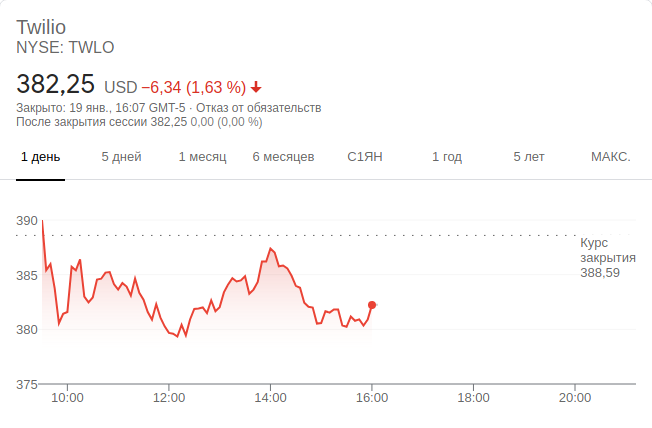 Twilio
NYSE: TWLO
382,25 USD −6,34 (1,63 %)
Закрыто: 19 янв., 16:07 GMT-5 · Отказ от обязательств
После закрытия сессии 382,25 0,00 (0,00 %)
1 день 5 дней 1 месяц 6 месяцев С1ЯН 1 год 5 лет МАКС.
390
Курс
закрытия
388,59
385
380
375
10:00 12:00 14:00 16:00 18:00 20:00